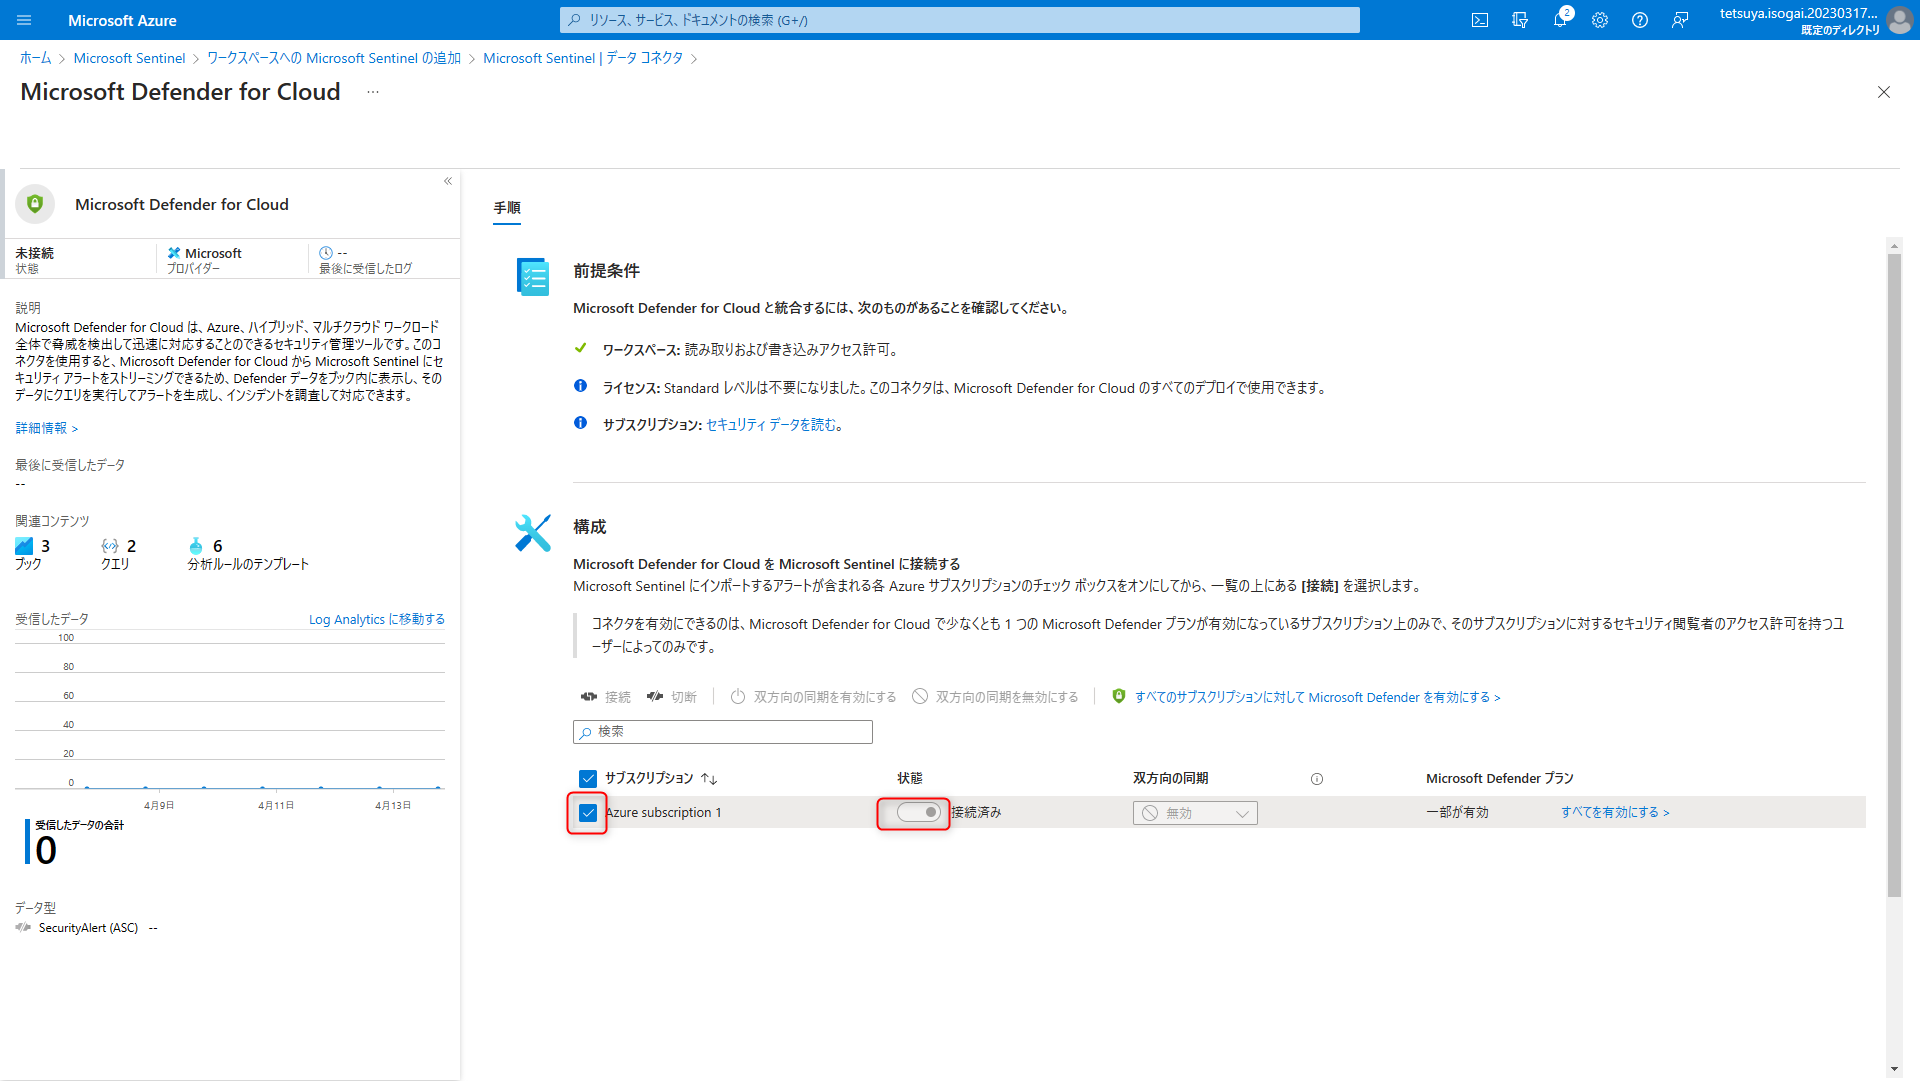 Microsoft Azure
リソース、サービス、ドキュメントの検索 (G+/)
2
tetsuya.isogai.20230317...
既定のディレクトリ
ホーム > Microsoft Sentinel > ワークスペースへの Microsoft Sentinel の追加 > Microsoft Sentinel | データ コネクタ >
Microsoft Defender for Cloud ...
Microsoft Defender for Cloud
未接続
状態
Microsoft
プロバイダー
--
最後に受信したログ
説明
Microsoft Defender for Cloud は、Azure、ハイブリッド、マルチクラウド ワークロード
全体で脅威を検出して迅速に対応することのできるセキュリティ管理ツールです。このコ
ネクタを使用すると、Microsoft Defender for Cloud から Microsoft Sentinel にセ
キュリティ アラートをストリーミングできるため、Defender データをブック内に表示し、その
データにクエリを実行してアラートを生成し、インシデントを調査して対応できます。
詳細情報 >
最後に受信したデータ
--
関連コンテンツ
3
ブック
2
クエリ
6
分析ルールのテンプレート
受信したデータ
Log Analytics に移動する
100
80
60
40
20
0
4月9日
4月11日
4月13日
受信したデータの合計
0
データ型
SecurityAlert (ASC) --
手順
前提条件
Microsoft Defender for Cloud と統合するには、次のものがあることを確認してください。
ワークスペース: 読み取りおよび書き込みアクセス許可。
ライセンス: Standard レベルは不要になりました。このコネクタは、Microsoft Defender for Cloud のすべてのデプロイで使用できます。
サブスクリプション: セキュリティ データを読む。
構成
Microsoft Defender for Cloud を Microsoft Sentinel に接続する
Microsoft Sentinel にインポートするアラートが含まれる各 Azure サブスクリプションのチェック ボックスをオンにしてから、一覧の上にある [接続] を選択します。
コネクタを有効にできるのは、Microsoft Defender for Cloud で少なくとも 1 つの Microsoft Defender プランが有効になっているサブスクリプション上のみで、そのサブスクリプションに対するセキュリティ閲覧者のアクセス許可を持つユ
ーザーによってのみです。
接続 切断 双方向の同期を有効にする 双方向の同期を無効にする すべてのサブスクリプションに対して Microsoft Defender を有効にする >
検索
サブスクリプション ↑↓ 状態 双方向の同期 Microsoft Defender プラン
Azure subscription 1 接続済み 無効 一部が有効 すべてを有効にする >